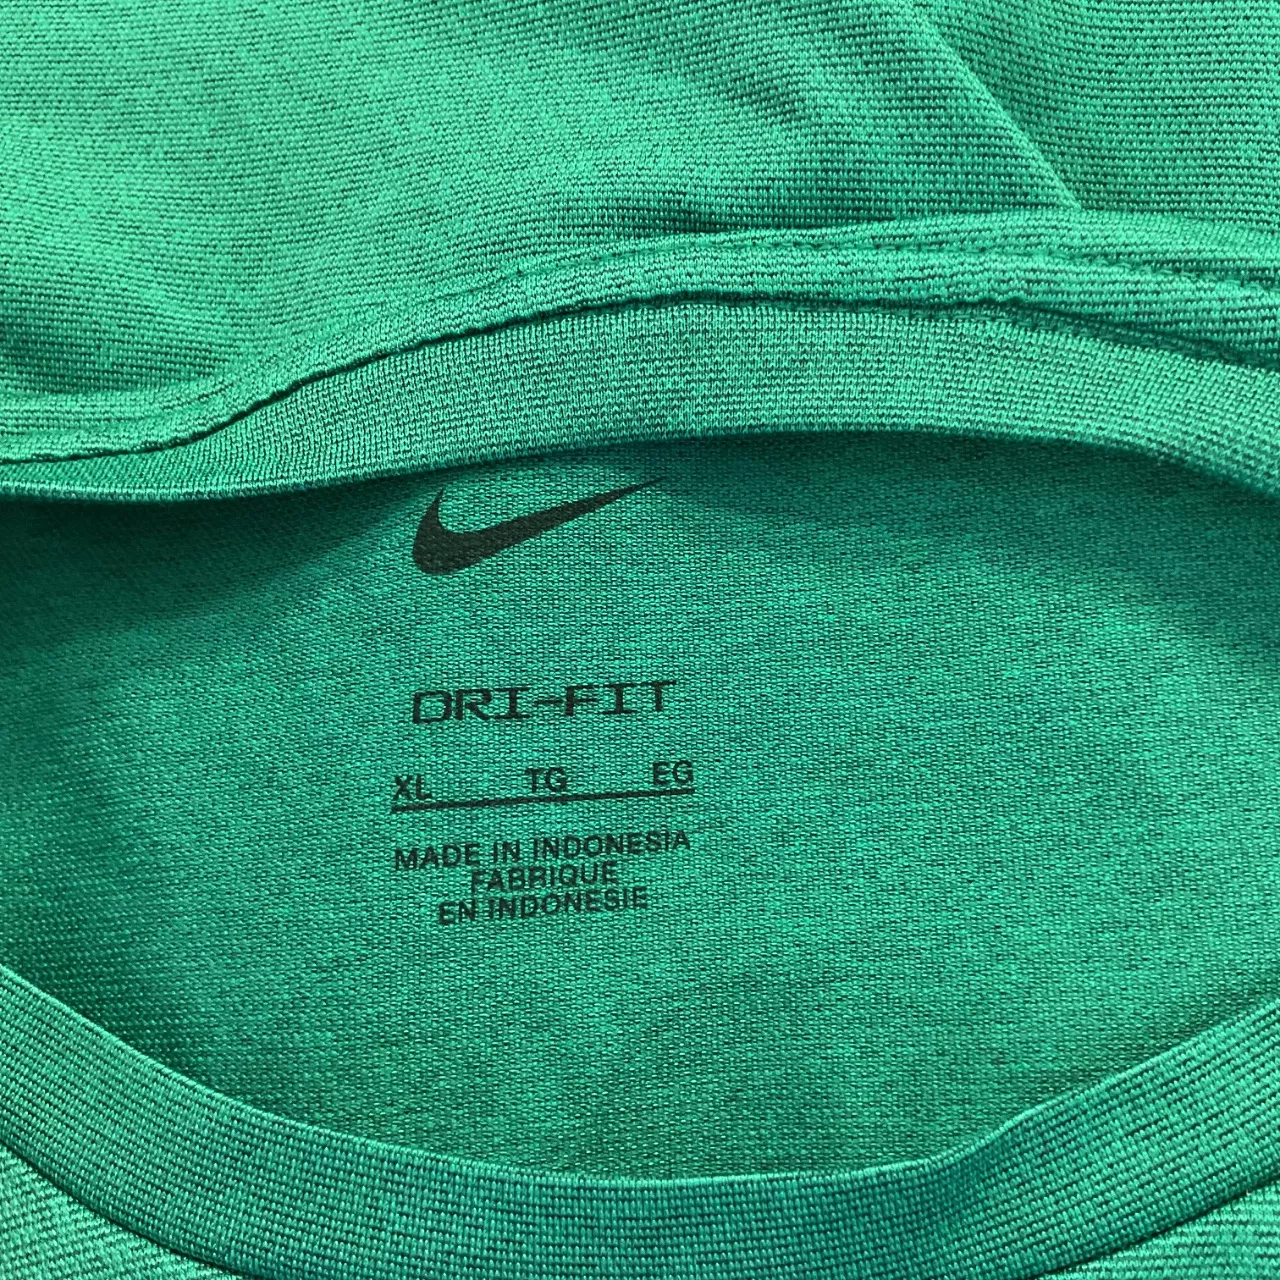 DRI-FIT
XL TG EG
MADE IN INDONESIA
FABRIQUE
EN INDONESIE